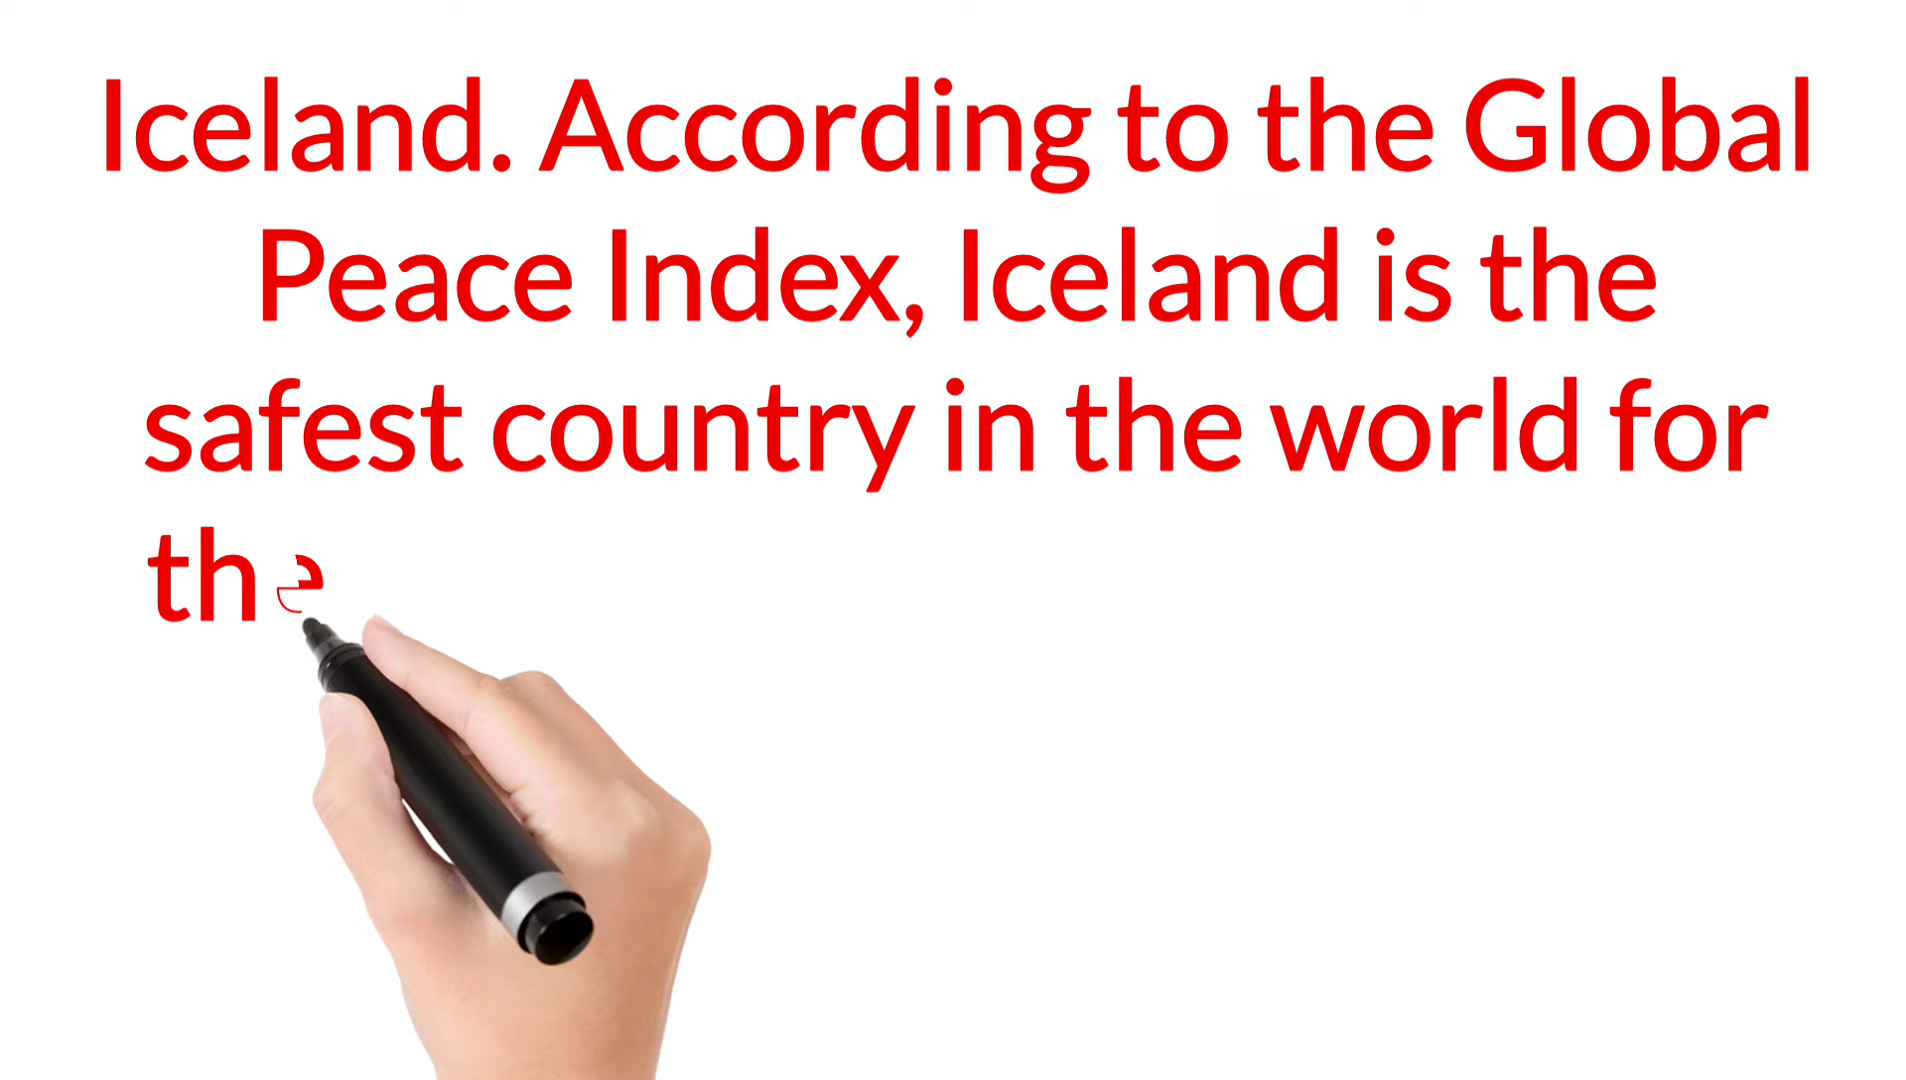 Iceland. According to the Global
Peace Index, Iceland is the
safest country in the world for
the